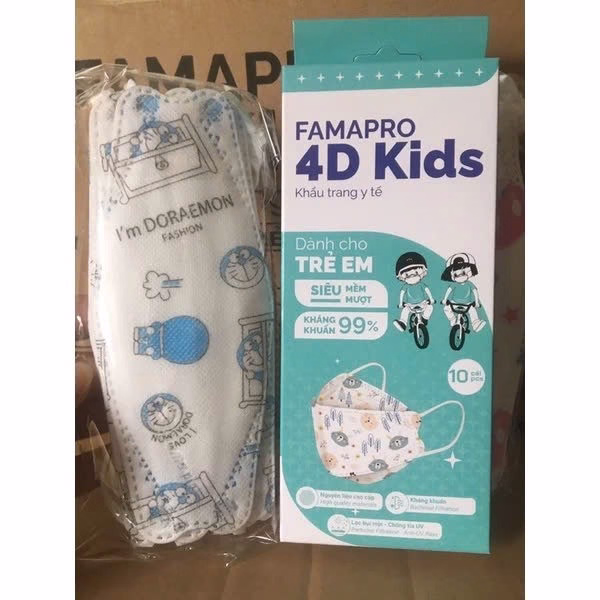 FAMAPR
I'm DORAEMON
FASHION
I LOVE
DORAEMON
FAMAPRO
4D Kids
Khẩu trang y tế
Dành cho
TRẺ EM
SIÊU MỀM MƯỢT
KHÁNG KHUẨN 99%
10 cái
pcs
Nguyên liệu cao cấp
High quality materials
Kháng khuẩn
Bacterial Filtration
Lọc bụi mịn - Chống tia UV
Particulate Filtration - Anti-UV Rays